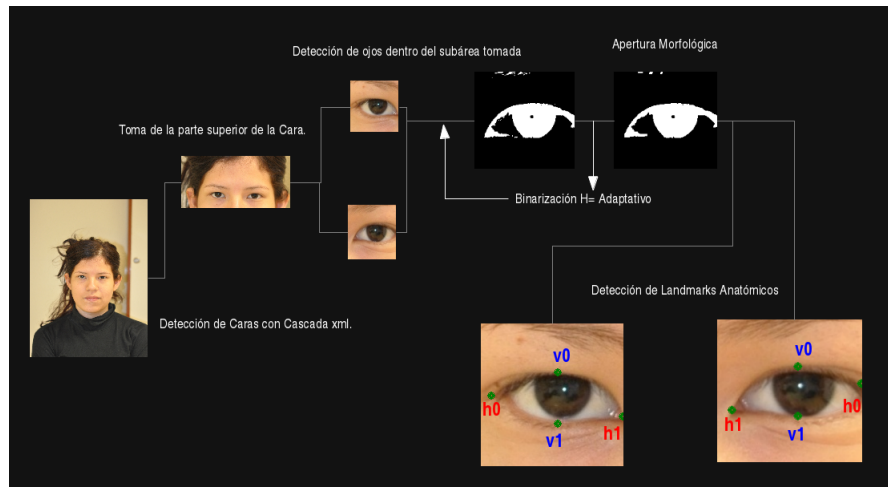 Detección de ojos dentro del subárea tomada
Apertura Morfológica
Toma de la parte superior de la Cara.
Binarización H= Adaptativo
Detección de Caras con Cascada xml.
Detección de Landmarks Anatómicos
v0
h0
v1
h1
v0
h0
h1
v1